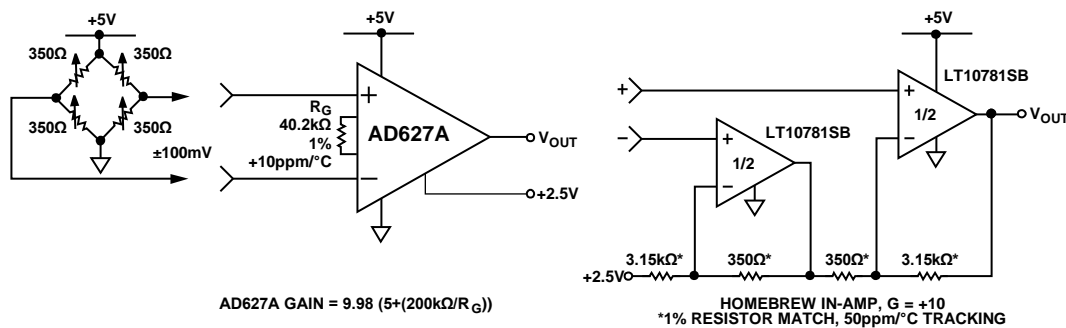 +5V
350Ω
350Ω
350Ω
350Ω
±100mV
+5V
+
RG
40.2kΩ
1%
+10ppm/°C
−
AD627A
VOUT
+2.5V
AD627A GAIN = 9.98 (5+(200kΩ/RG))
+5V
LT10781SB
+
+
1/2
−
VOUT
−
+
LT10781SB
1/2
−
3.15kΩ*
350Ω*
350Ω*
3.15kΩ*
+2.5V
HOMEBREW IN-AMP, G = +10
*1% RESISTOR MATCH, 50ppm/°C TRACKING